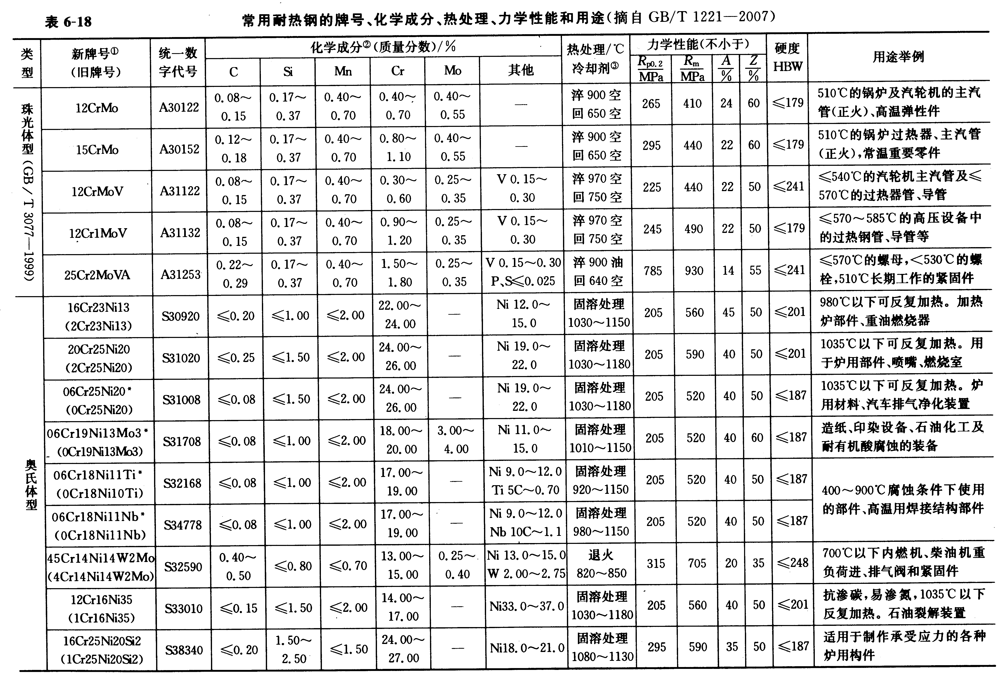 表 6-18 常用耐热钢的牌号、化学成分、热处理、力学性能和用途(摘自 GB/T 1221—2007)
类型 新牌号①(旧牌号) 统一数字代号 化学成分②(质量分数)/% 热处理/℃ 冷却剂③ 力学性能(不小于) 硬度 HBW 用途举例
C Si Mn Cr Mo 其他 Rp0.2/MPa Rm/MPa A/% Z/%
珠光体型(GB/T 3077—1999)
12CrMo A30122 0.08~0.15 0.17~0.37 0.40~0.70 0.40~0.70 0.40~0.55 — 淬 900 空 回 650 空 265 410 24 60 ≤179 510℃的锅炉及汽轮机的主汽管(正火)、高温弹性件
15CrMo A30152 0.12~0.18 0.17~0.37 0.40~0.70 0.80~1.10 0.40~0.55 — 淬 900 空 回 650 空 295 440 22 60 ≤179 510℃的锅炉过热器、主汽管(正火),常温重要零件
12CrMoV A31122 0.08~0.15 0.17~0.37 0.40~0.70 0.30~0.60 0.25~0.35 V 0.15~0.30 淬 970 空 回 750 空 225 440 22 50 ≤241 ≤540℃的汽轮机主汽管及≤570℃的过热器管、导管
12Cr1MoV A31132 0.08~0.15 0.17~0.37 0.40~0.70 0.90~1.20 0.25~0.35 V 0.15~0.30 淬 970 空 回 750 空 245 490 22 50 ≤179 ≤570~585℃的高压设备中的过热钢管、导管等
25Cr2MoVA A31253 0.22~0.29 0.17~0.37 0.40~0.70 1.50~1.80 0.25~0.35 V 0.15~0.30 P、S≤0.025 淬 900 油 回 640 空 785 930 14 55 ≤241 ≤570℃的螺母,<530℃的螺栓,510℃长期工作的紧固件
奥氏体型
16Cr23Ni13 (2Cr23Ni13) S30920 ≤0.20 ≤1.00 ≤2.00 22.00~24.00 — Ni 12.0~15.0 固溶处理 1030~1150 205 560 45 50 ≤201 980℃以下可反复加热。加热炉部件、重油燃烧器
20Cr25Ni20 (2Cr25Ni20) S31020 ≤0.25 ≤1.50 ≤2.00 24.00~26.00 — Ni 19.0~22.0 固溶处理 1030~1180 205 590 40 50 ≤201 1035℃以下可反复加热。用于炉用部件、喷嘴、燃烧室
06Cr25Ni20* (0Cr25Ni20) S31008 ≤0.08 ≤1.50 ≤2.00 24.00~26.00 — Ni 19.0~22.0 固溶处理 1030~1180 205 520 40 50 ≤187 1035℃以下可反复加热。炉用材料、汽车排气净化装置
06Cr19Ni13Mo3* (0Cr19Ni13Mo3) S31708 ≤0.08 ≤1.00 ≤2.00 18.00~20.00 3.00~4.00 Ni 11.0~15.0 固溶处理 1010~1150 205 520 40 60 ≤187 造纸、印染设备、石油化工及耐有机酸腐蚀的装备
06Cr18Ni11Ti* (0Cr18Ni10Ti) S32168 ≤0.08 ≤1.00 ≤2.00 17.00~19.00 — Ni 9.0~12.0 Ti 5C~0.70 固溶处理 920~1150 205 520 40 50 ≤187 400~900℃腐蚀条件下使用的部件、高温用焊接结构部件
06Cr18Ni11Nb* (0Cr18Ni11Nb) S34778 ≤0.08 ≤1.00 ≤2.00 17.00~19.00 — Ni 9.0~12.0 Nb 10C~1.1 固溶处理 980~1150 205 520 40 50 ≤187
45Cr14Ni14W2Mo (4Cr14Ni14W2Mo) S32590 0.40~0.50 ≤0.80 ≤0.70 13.00~15.00 0.25~0.40 Ni 13.0~15.0 W 2.00~2.75 退火 820~850 315 705 20 35 ≤248 700℃以下内燃机、柴油机重负荷进、排气阀和紧固件
12Cr16Ni35 (1Cr16Ni35) S33010 ≤0.15 ≤1.50 ≤2.00 14.00~17.00 — Ni33.0~37.0 固溶处理 1030~1180 205 560 40 50 ≤201 抗渗碳,易渗氮,1035℃以下反复加热。石油裂解装置
16Cr25Ni20Si2 (1Cr25Ni20Si2) S38340 ≤0.20 1.50~2.50 ≤1.50 24.00~27.00 — Ni18.0~21.0 固溶处理 1080~1130 295 590 35 50 ≤187 适用于制作承受应力的各种炉用构件